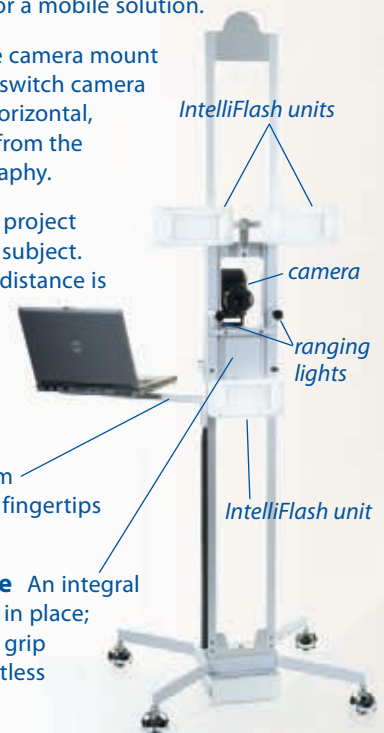 or a mobile solution.
e camera mount
switch camera
orizontal,
from the
aphy.
IntelliFlash units
project
subject.
distance is
camera
ranging
lights
m
fingertips
IntelliFlash unit
e An integral
in place;
grip
tless